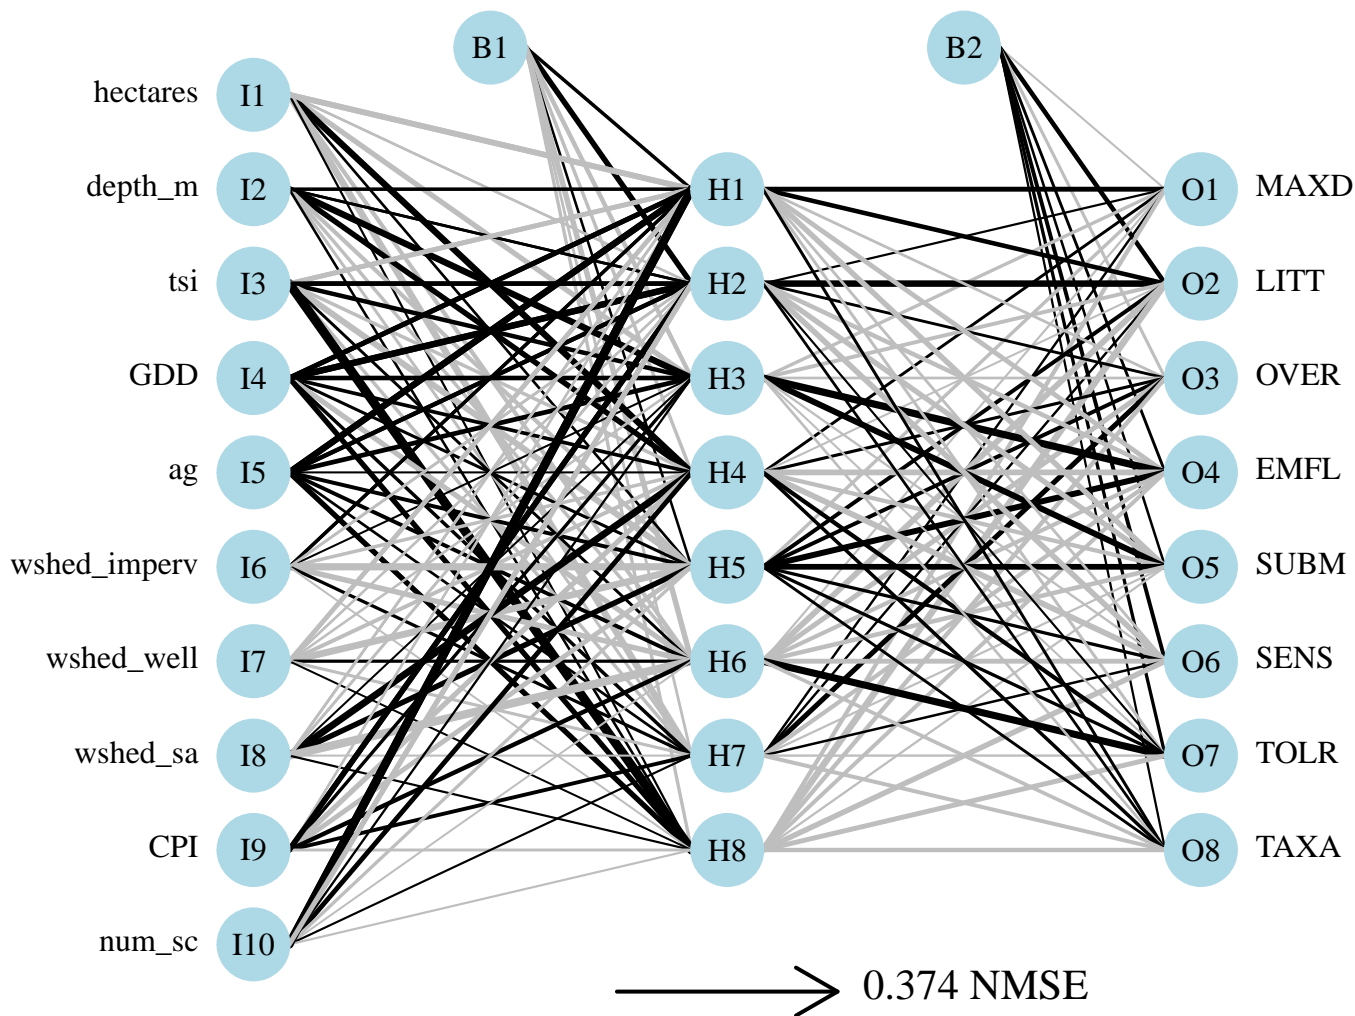 B1 B2
hectares I1
depth_m I2 H1 O1 MAXD
tsi I3 H2 O2 LITT
GDD I4 H3 O3 OVER
ag I5 H4 O4 EMFL
wshed_imperv I6 H5 O5 SUBM
wshed_well I7 H6 O6 SENS
wshed_sa I8 H7 O7 TOLR
CPI I9 H8 O8 TAXA
num_sc I10
0.374 NMSE